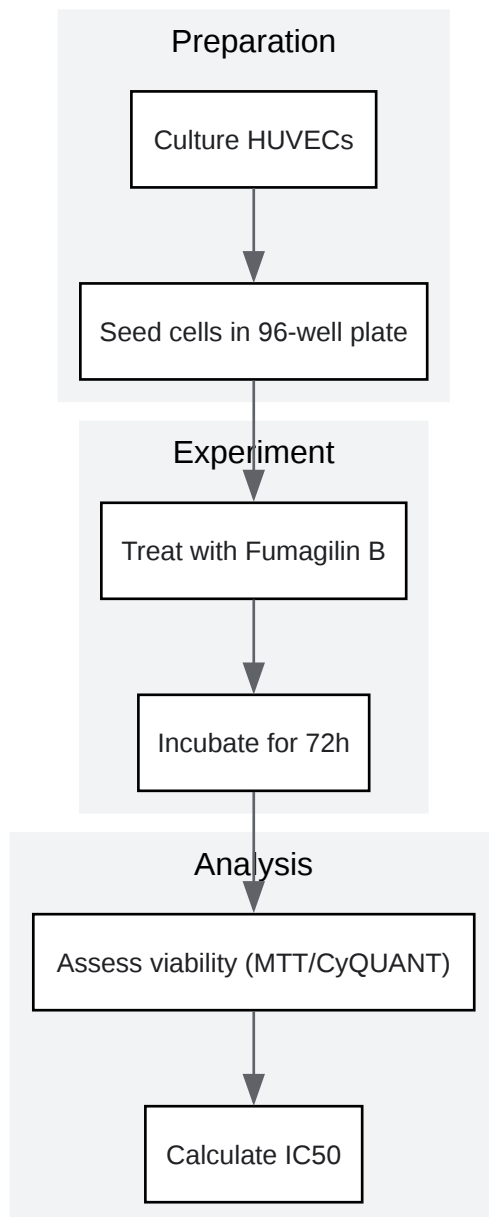 Preparation
Culture HUVECs
Seed cells in 96-well plate
Experiment
Treat with Fumagilin B
Incubate for 72h
Analysis
Assess viability (MTT/CyQUANT)
Calculate IC50